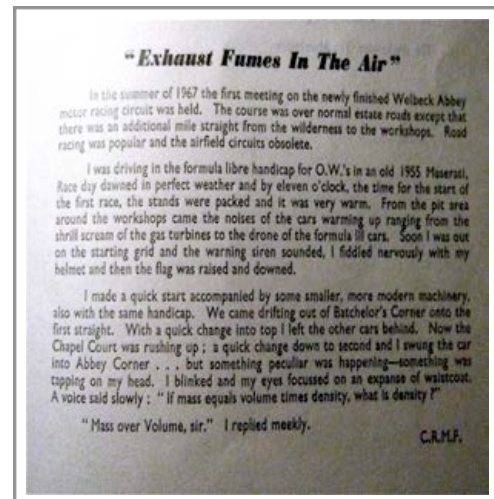 "Exhaust Fumes In The Air"
In the summer of 1967 the first meeting on the newly finished Welbeck Abbey
motor racing circuit was held. The course was over normal estate roads except that
there was an additional mile straight from the wilderness to the workshops. Road
racing was popular and the airfield circuits obsolete.
I was driving in the formula libre handicap for O.W.'s in an old 1955 Maserati,
Race day dawned in perfect weather and by eleven o'clock, the time for the start of
the first race, the stands were packed and it was very warm. From the pit area
around the workshops came the noises of the cars warming up ranging from the
shrill scream of the gas turbines to the drone of the formula III cars. Soon I was out
on the starting grid and the warning siren sounded, I fiddled nervously with my
helmet and then the flag was raised and downed.
I made a quick start accompanied by some smaller, more modern machinery,
also with the same handicap. We came drifting out of Batchelor's Corner onto the
first straight. With a quick change into top I left the other cars behind. Now the
Chapel Court was rushing up ; a quick change down to second and I swung the car
into Abbey Corner . . . but something peculiar was happening—something was
tapping on my head. I blinked and my eyes focussed on an expanse of waistcoat.
A voice said slowly : "If mass equals volume times density, what is density ?"
"Mass over Volume, sir." I replied meekly.
C.R.M.F.